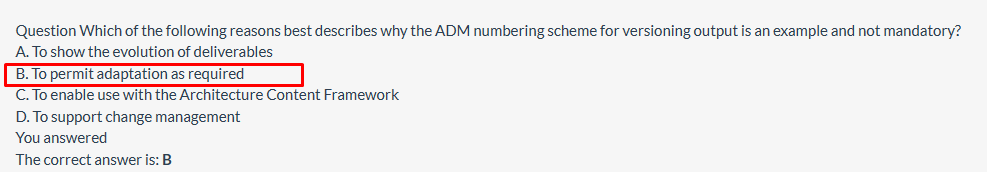 Question Which of the following reasons best describes why the ADM numbering scheme for versioning output is an example and not mandatory?
A. To show the evolution of deliverables
B. To permit adaptation as required
C. To enable use with the Architecture Content Framework
D. To support change management
You answered
The correct answer is: B